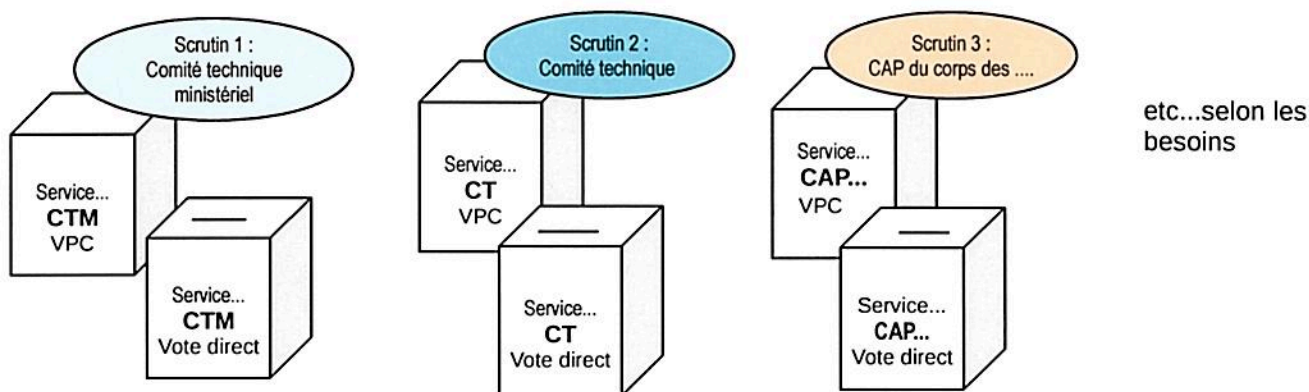 Scrutin 1 :
Comité technique
ministériel
Service...
CTM
VPC
Service...
CTM
Vote direct
Scrutin 2 :
Comité technique
Service...
CT
VPC
Service...
CT
Vote direct
Scrutin 3 :
CAP du corps des ....
Service...
CAP...
VPC
Service...
CAP...
Vote direct
etc...selon les
besoins